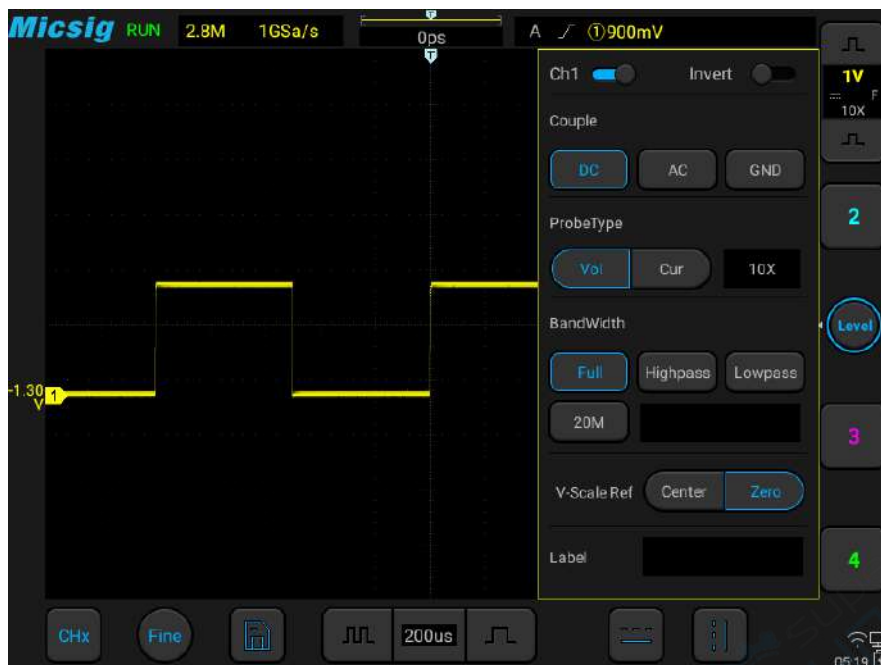 Micsig RUN 2.8M 1GSa/s 0ps A ①900mV
T
T
Ch1 Invert
1V
F
10X
Couple
DC AC GND
ProbeType
2
Vol Cur 10X
BandWidth
Level
Full Highpass Lowpass
-1.30
V
1
20M
3
V-Scale Ref Center Zero
Label
4
CHx Fine 200us
05:19